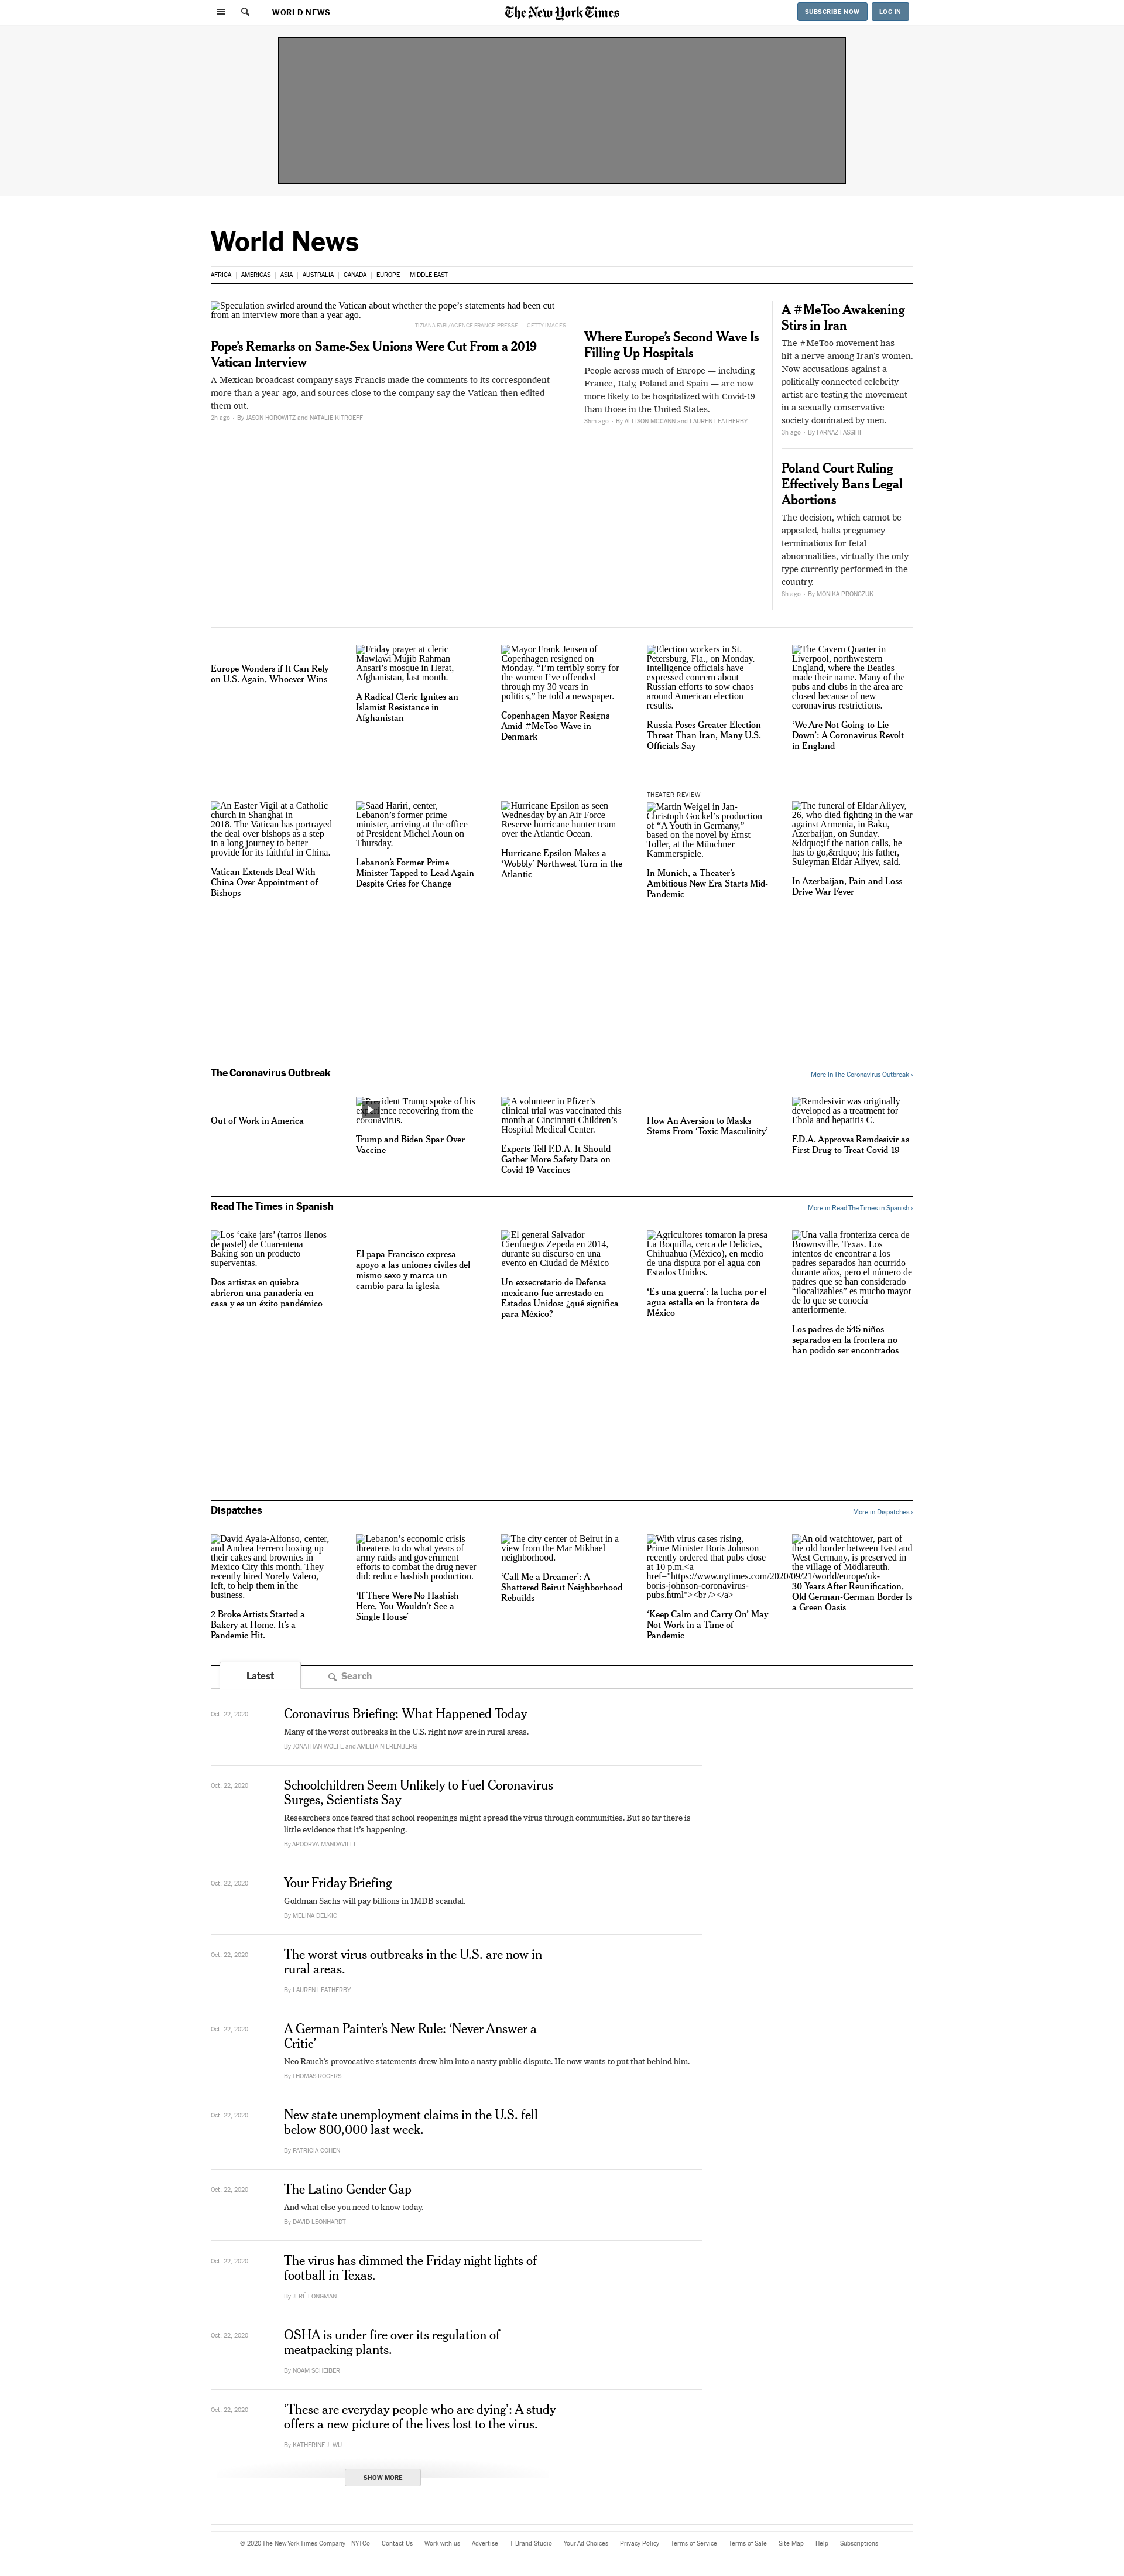 WORLD NEWS
The New York Times
SUBSCRIBE NOW
LOG IN
World News
AFRICA
AMERICAS
ASIA
AUSTRALIA
CANADA
EUROPE
MIDDLE EAST
Speculation swirled around the Vatican about whether the pope’s statements had been cut
from an interview more than a year ago.
TIZIANA FABI/AGENCE FRANCE-PRESSE — GETTY IMAGES
Pope’s Remarks on Same-Sex Unions Were Cut From a 2019
Vatican Interview
A Mexican broadcast company says Francis made the comments to its correspondent
more than a year ago, and sources close to the company say the Vatican then edited
them out.
2h ago • By JASON HOROWITZ and NATALIE KITROEFF
Where Europe’s Second Wave Is
Filling Up Hospitals
People across much of Europe — including
France, Italy, Poland and Spain — are now
more likely to be hospitalized with Covid-19
than those in the United States.
35m ago • By ALLISON MCCANN and LAUREN LEATHERBY
A #MeToo Awakening
Stirs in Iran
The #MeToo movement has
hit a nerve among Iran’s women.
Now accusations against a
politically connected celebrity
artist are testing the movement
in a sexually conservative
society dominated by men.
3h ago • By FARNAZ FASSIHI
Poland Court Ruling
Effectively Bans Legal
Abortions
The decision, which cannot be
appealed, halts pregnancy
terminations for fetal
abnormalities, virtually the only
type currently performed in the
country.
8h ago • By MONIKA PRONCZUK
Europe Wonders if It Can Rely
on U.S. Again, Whoever Wins
Friday prayer at cleric
Mawlawi Mujib Rahman
Ansari’s mosque in Herat,
Afghanistan, last month.
A Radical Cleric Ignites an
Islamist Resistance in
Afghanistan
Mayor Frank Jensen of
Copenhagen resigned on
Monday. “I’m terribly sorry for
the women I’ve offended
through my 30 years in
politics,” he told a newspaper.
Copenhagen Mayor Resigns
Amid #MeToo Wave in
Denmark
Election workers in St.
Petersburg, Fla., on Monday.
Intelligence officials have
expressed concern about
Russian efforts to sow chaos
around American election
results.
Russia Poses Greater Election
Threat Than Iran, Many U.S.
Officials Say
The Cavern Quarter in
Liverpool, northwestern
England, where the Beatles
made their name. Many of the
pubs and clubs in the area are
closed because of new
coronavirus restrictions.
‘We Are Not Going to Lie
Down’: A Coronavirus Revolt
in England
An Easter Vigil at a Catholic
church in Shanghai in
2018. The Vatican has portrayed
the deal over bishops as a step
in a long journey to better
provide for its faithful in China.
Vatican Extends Deal With
China Over Appointment of
Bishops
Saad Hariri, center,
Lebanon’s former prime
minister, arriving at the office
of President Michel Aoun on
Thursday.
Lebanon’s Former Prime
Minister Tapped to Lead Again
Despite Cries for Change
Hurricane Epsilon as seen
Wednesday by an Air Force
Reserve hurricane hunter team
over the Atlantic Ocean.
Hurricane Epsilon Makes a
‘Wobbly’ Northwest Turn in the
Atlantic
THEATER REVIEW
Martin Weigel in Jan-
Christoph Gockel’s production
of “A Youth in Germany,”
based on the novel by Ernst
Toller, at the Münchner
Kammerspiele.
In Munich, a Theater’s
Ambitious New Era Starts Mid-
Pandemic
The funeral of Eldar Aliyev,
26, who died fighting in the war
against Armenia, in Baku,
Azerbaijan, on Sunday.
&ldquo;If the nation calls, he
has to go,&rdquo; his father,
Suleyman Eldar Aliyev, said.
In Azerbaijan, Pain and Loss
Drive War Fever
The Coronavirus Outbreak
More in The Coronavirus Outbreak ›
Out of Work in America
President Trump spoke of his
experience recovering from the
coronavirus.
Trump and Biden Spar Over
Vaccine
A volunteer in Pfizer’s
clinical trial was vaccinated this
month at Cincinnati Children’s
Hospital Medical Center.
Experts Tell F.D.A. It Should
Gather More Safety Data on
Covid-19 Vaccines
How An Aversion to Masks
Stems From ‘Toxic Masculinity’
Remdesivir was originally
developed as a treatment for
Ebola and hepatitis C.
F.D.A. Approves Remdesivir as
First Drug to Treat Covid-19
Read The Times in Spanish
More in Read The Times in Spanish ›
Los ‘cake jars’ (tarros llenos
de pastel) de Cuarentena
Baking son un producto
superventas.
Dos artistas en quiebra
abrieron una panadería en
casa y es un éxito pandémico
El papa Francisco expresa
apoyo a las uniones civiles del
mismo sexo y marca un
cambio para la iglesia
El general Salvador
Cienfuegos Zepeda en 2014,
durante su discurso en una
evento en Ciudad de México
Un exsecretario de Defensa
mexicano fue arrestado en
Estados Unidos: ¿qué significa
para México?
Agricultores tomaron la presa
La Boquilla, cerca de Delicias,
Chihuahua (México), en medio
de una disputa por el agua con
Estados Unidos.
‘Es una guerra’: la lucha por el
agua estalla en la frontera de
México
Una valla fronteriza cerca de
Brownsville, Texas. Los
intentos de encontrar a los
padres separados han ocurrido
durante años, pero el número de
padres que se han considerado
“ilocalizables” es mucho mayor
de lo que se conocía
anteriormente.
Los padres de 545 niños
separados en la frontera no
han podido ser encontrados
Dispatches
More in Dispatches ›
David Ayala-Alfonso, center,
and Andrea Ferrero boxing up
their cakes and brownies in
Mexico City this month. They
recently hired Yorely Valero,
left, to help them in the
business.
2 Broke Artists Started a
Bakery at Home. It’s a
Pandemic Hit.
Lebanon’s economic crisis
threatens to do what years of
army raids and government
efforts to combat the drug never
did: reduce hashish production.
‘If There Were No Hashish
Here, You Wouldn’t See a
Single House’
The city center of Beirut in a
view from the Mar Mikhael
neighborhood.
‘Call Me a Dreamer’: A
Shattered Beirut Neighborhood
Rebuilds
With virus cases rising,
Prime Minister Boris Johnson
recently ordered that pubs close
at 10 p.m.<a
href="https://www.nytimes.com/2020/09/21/world/europe/uk-
boris-johnson-coronavirus-
pubs.html"><br /></a>
‘Keep Calm and Carry On’ May
Not Work in a Time of
Pandemic
An old watchtower, part of
the old border between East and
West Germany, is preserved in
the village of Mödlareuth.
30 Years After Reunification,
Old German-German Border Is
a Green Oasis
Latest
Search
Oct. 22, 2020
Coronavirus Briefing: What Happened Today
Many of the worst outbreaks in the U.S. right now are in rural areas.
By JONATHAN WOLFE and AMELIA NIERENBERG
Oct. 22, 2020
Schoolchildren Seem Unlikely to Fuel Coronavirus
Surges, Scientists Say
Researchers once feared that school reopenings might spread the virus through communities. But so far there is
little evidence that it’s happening.
By APOORVA MANDAVILLI
Oct. 22, 2020
Your Friday Briefing
Goldman Sachs will pay billions in 1MDB scandal.
By MELINA DELKIC
Oct. 22, 2020
The worst virus outbreaks in the U.S. are now in
rural areas.
By LAUREN LEATHERBY
Oct. 22, 2020
A German Painter’s New Rule: ‘Never Answer a
Critic’
Neo Rauch’s provocative statements drew him into a nasty public dispute. He now wants to put that behind him.
By THOMAS ROGERS
Oct. 22, 2020
New state unemployment claims in the U.S. fell
below 800,000 last week.
By PATRICIA COHEN
Oct. 22, 2020
The Latino Gender Gap
And what else you need to know today.
By DAVID LEONHARDT
Oct. 22, 2020
The virus has dimmed the Friday night lights of
football in Texas.
By JERÉ LONGMAN
Oct. 22, 2020
OSHA is under fire over its regulation of
meatpacking plants.
By NOAM SCHEIBER
Oct. 22, 2020
‘These are everyday people who are dying’: A study
offers a new picture of the lives lost to the virus.
By KATHERINE J. WU
SHOW MORE
© 2020 The New York Times Company
NYTCo
Contact Us
Work with us
Advertise
T Brand Studio
Your Ad Choices
Privacy Policy
Terms of Service
Terms of Sale
Site Map
Help
Subscriptions